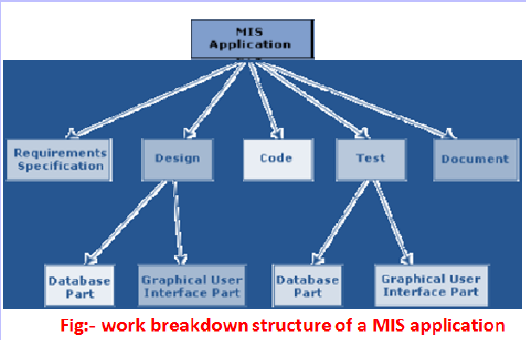 MIS
Application
Requirements
Specification
Design
Code
Test
Document
Database
Part
Graphical User
Interface Part
Database
Part
Graphical User
Interface Part
Fig:- work breakdown structure of a MIS application